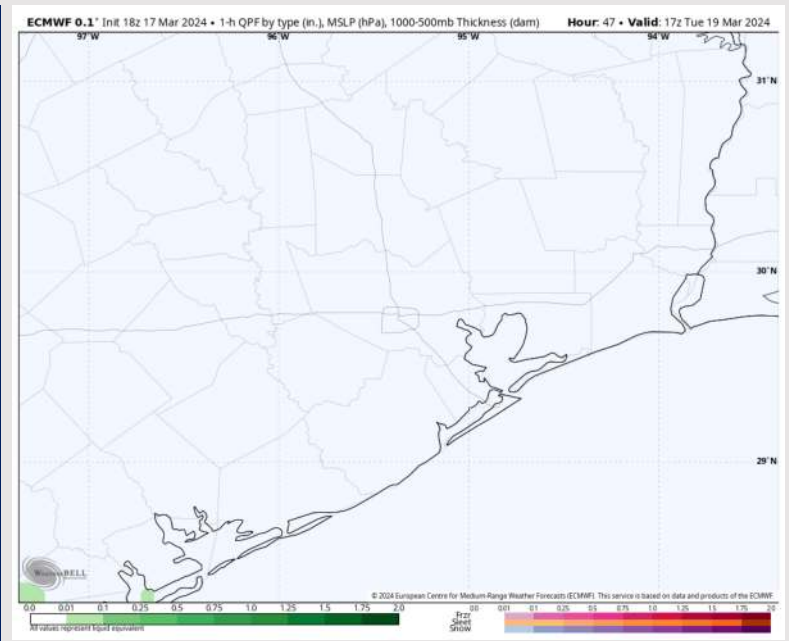 ECMWF 0.1° Init 18z 17 Mar 2024 • 1-h QPF by type (in.), MSLP (hPa), 1000-500mb Thickness (dam) Hour: 47 • Valid: 17z Tue 19 Mar 2024
97°W 96°W 95°W 94°W
31°N
30°N
29°N
WeatherBELL
© 2024 European Centre for Medium-Range Weather Forecasts (ECMWF). This service is based on data and products of the ECMWF
0.0 0.01 0.1 0.25 0.5 0.75 1.0 1.25 1.5 1.75 2.0 0.0 0.01 0.1 0.25 0.5 0.75 1.0 1.25 1.5 1.75 2.0
All values represent liquid equivalent
Frzr
Sleet
Snow